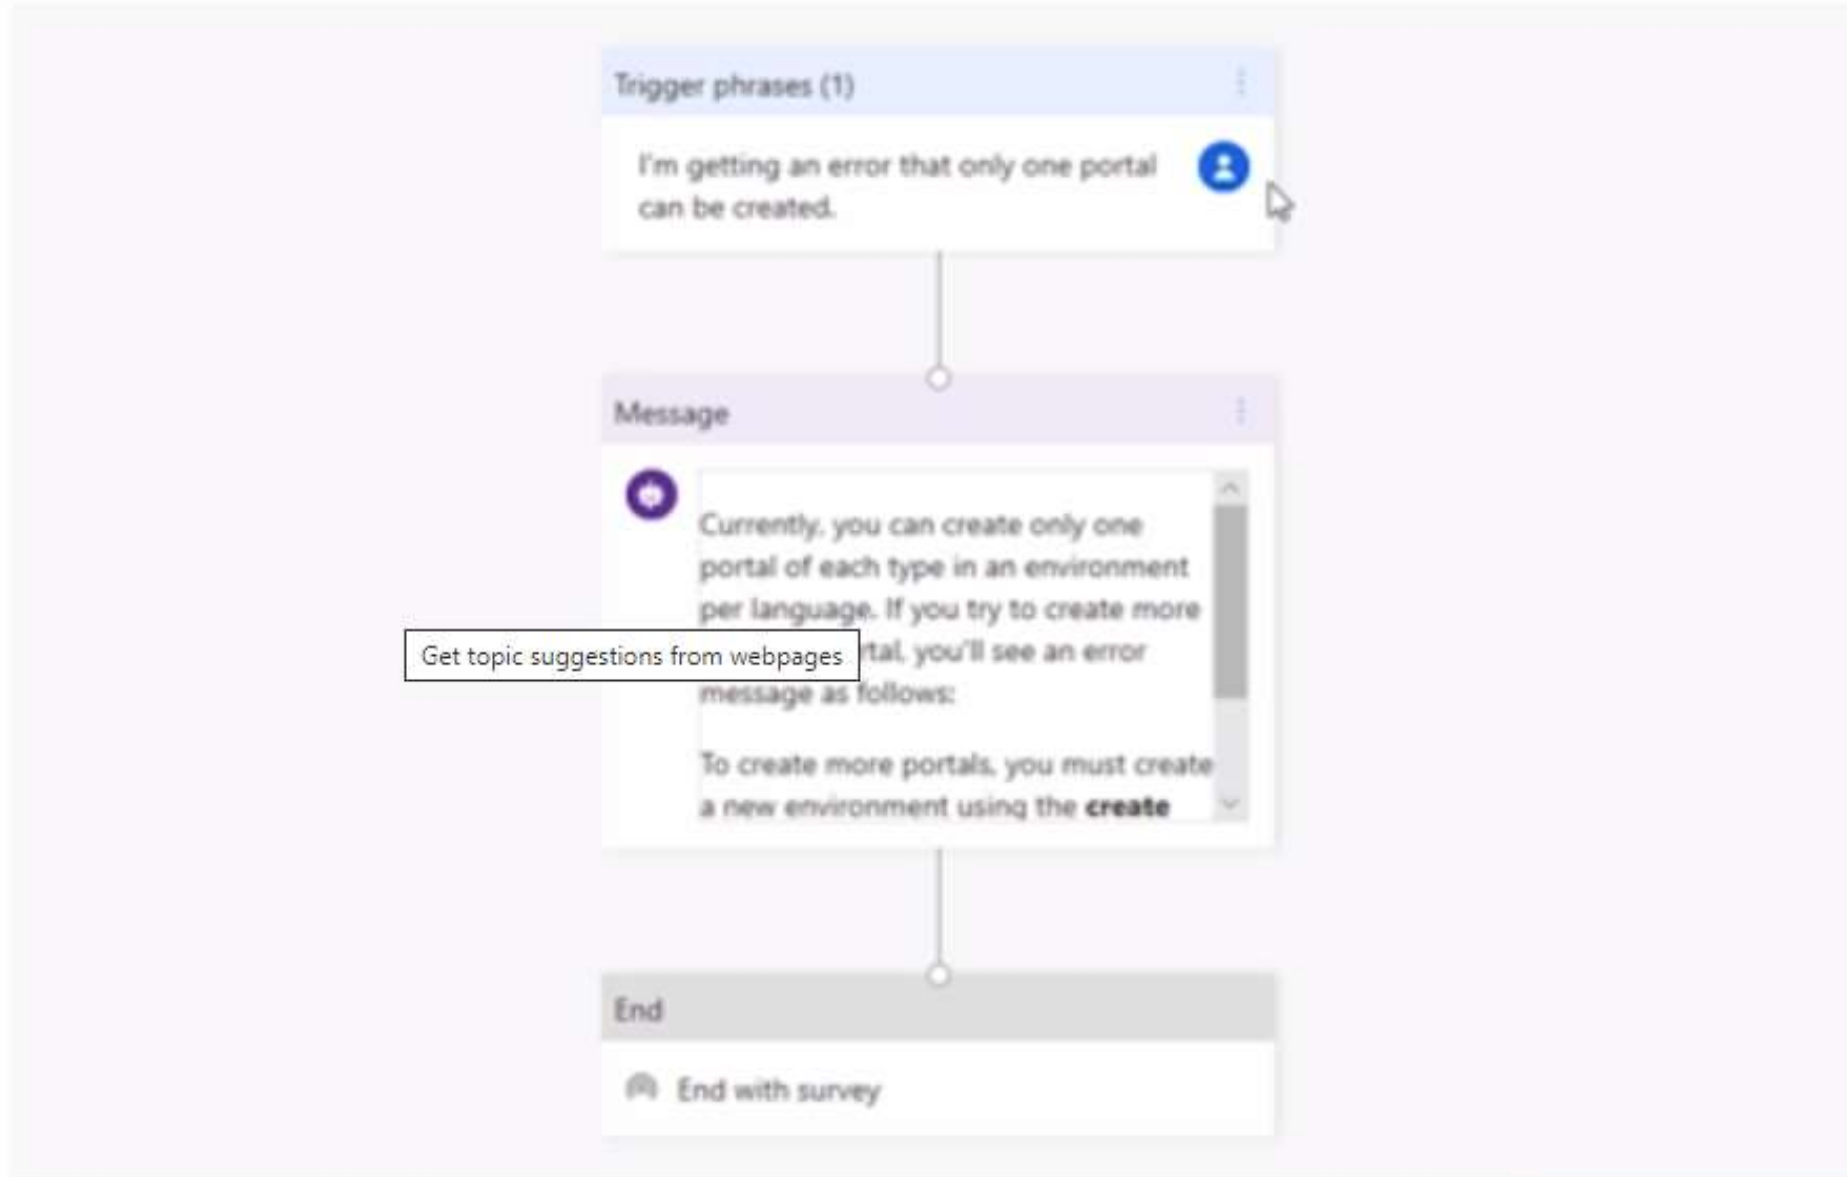 Trigger phrases (1)
I'm getting an error that only one portal
can be created.
Message
Currently, you can create only one
portal of each type in an environment
per language. If you try to create more
Get topic suggestions from webpages
you'll see an error
message as follows:
To create more portals, you must create
a new environment using the create
End
End with survey